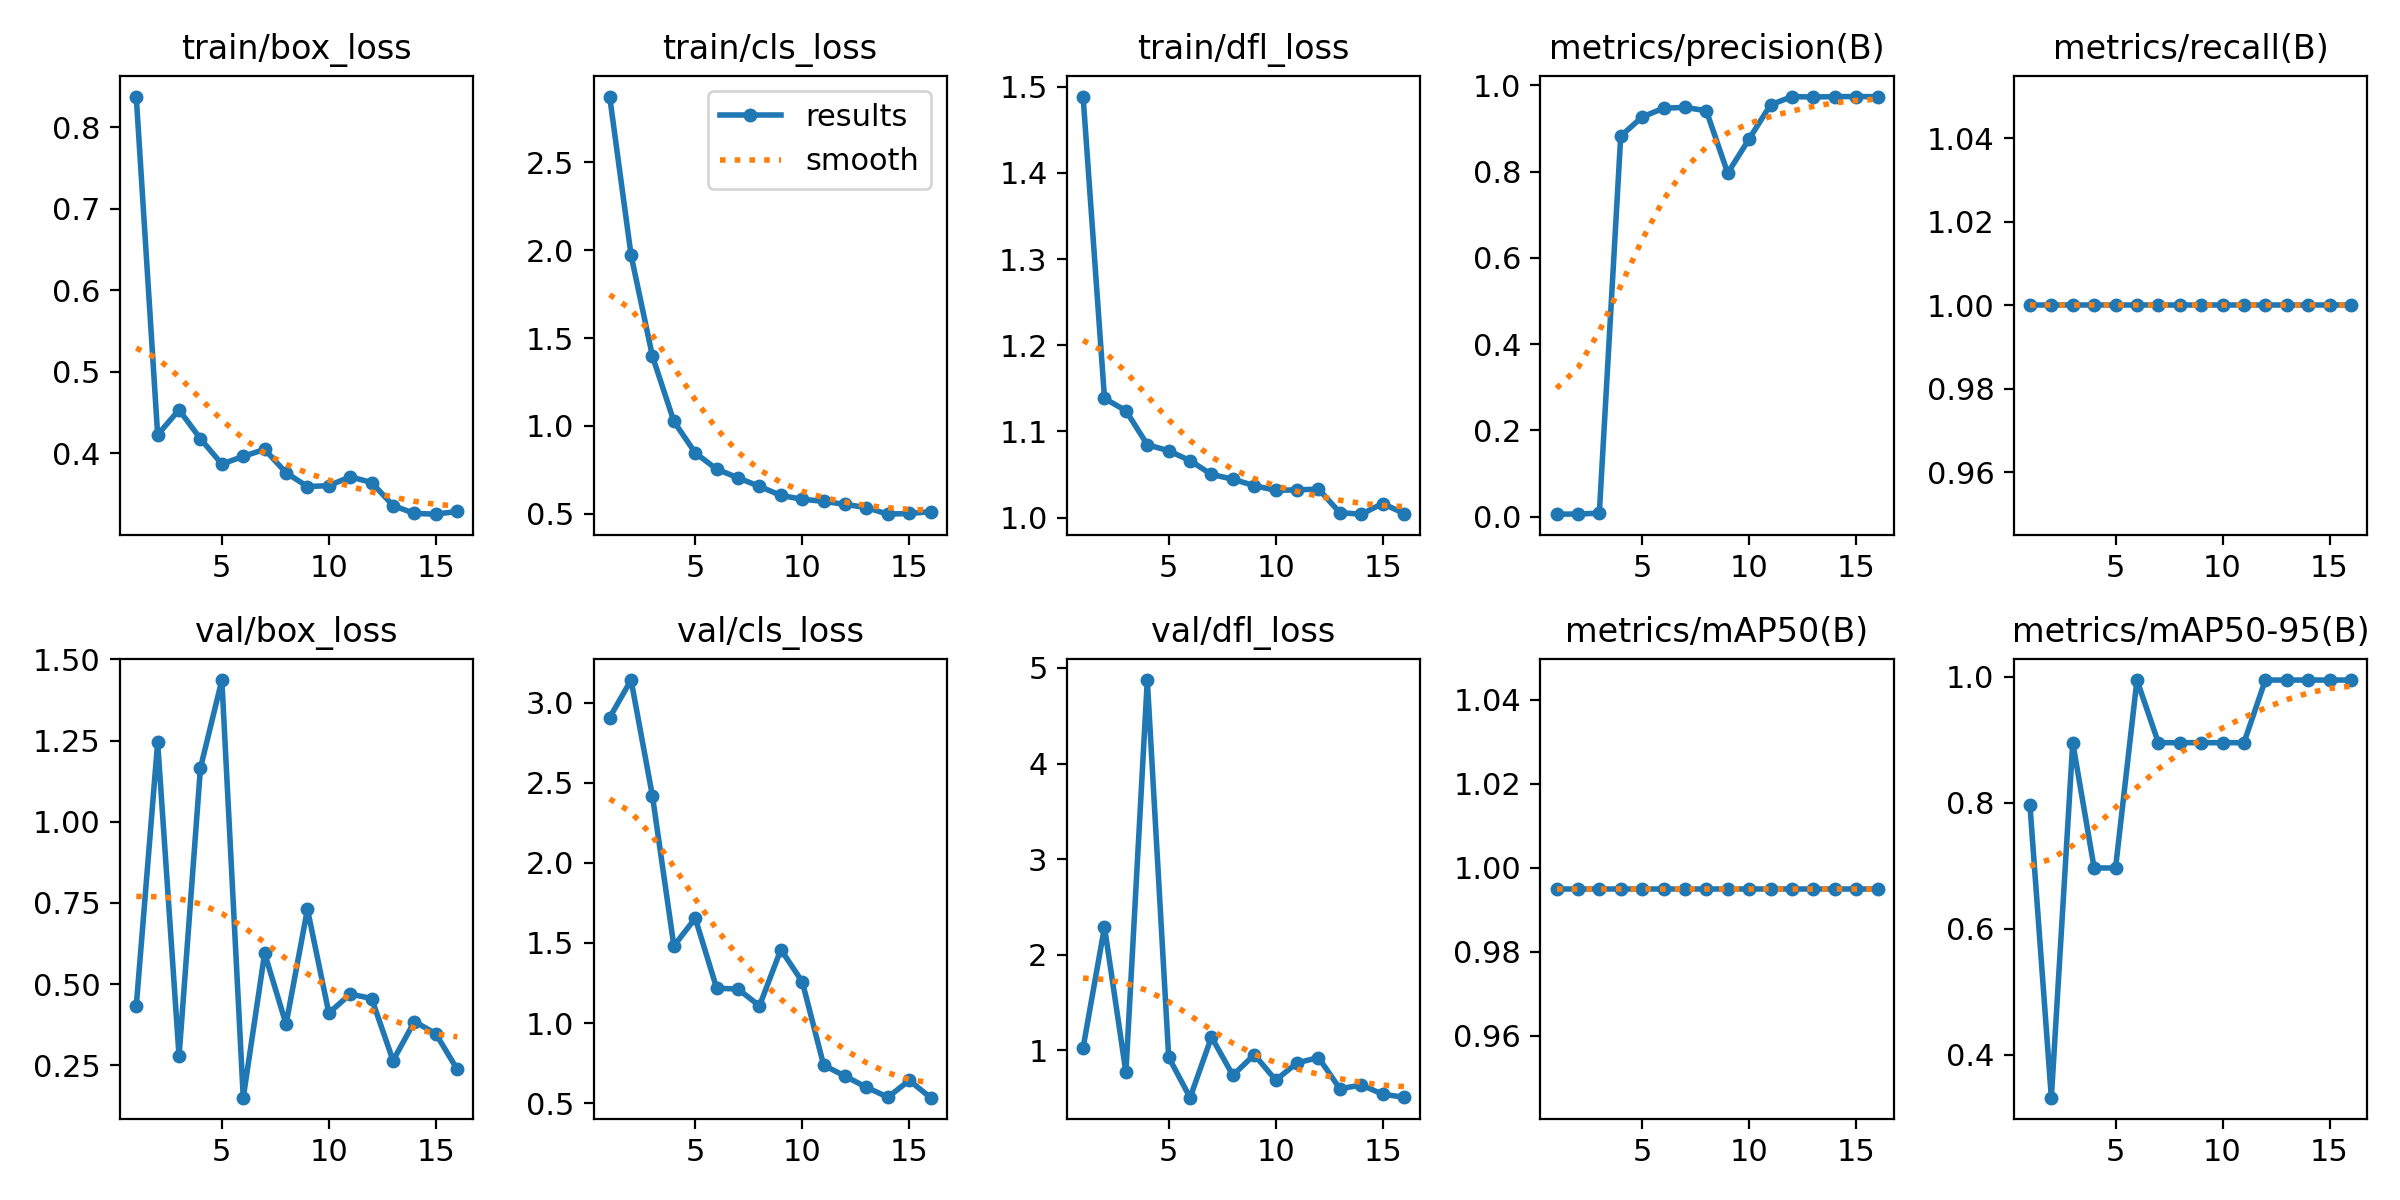 train/box_loss
0.8
0.7
0.6
0.5
0.4
5 10 15
train/cls_loss
results
smooth
2.5
2.0
1.5
1.0
0.5
5 10 15
train/dfl_loss
1.5
1.4
1.3
1.2
1.1
1.0
5 10 15
metrics/precision(B)
1.0
0.8
0.6
0.4
0.2
0.0
5 10 15
metrics/recall(B)
1.04
1.02
1.00
0.98
0.96
5 10 15
val/box_loss
1.50
1.25
1.00
0.75
0.50
0.25
5 10 15
val/cls_loss
3.0
2.5
2.0
1.5
1.0
0.5
5 10 15
val/dfl_loss
5
4
3
2
1
5 10 15
metrics/mAP50(B)
1.04
1.02
1.00
0.98
0.96
5 10 15
metrics/mAP50-95(B)
1.0
0.8
0.6
0.4
5 10 15